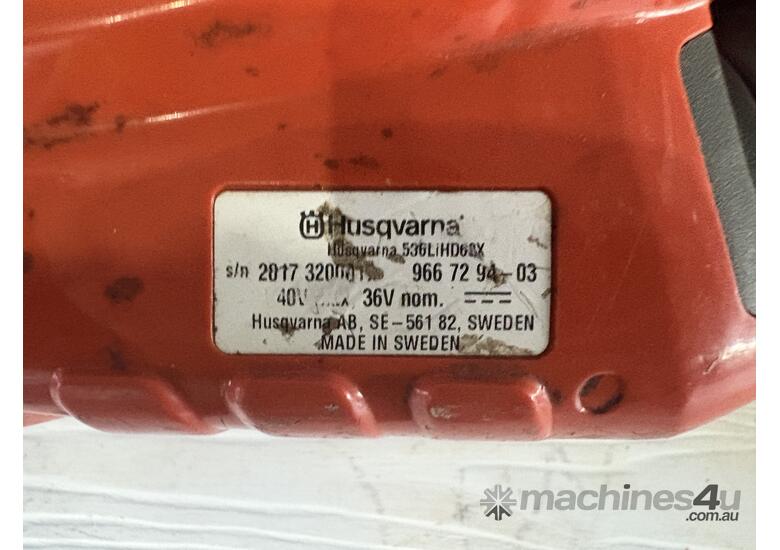 Husqvarna
Husqvarna 536LiHD60X
s/n 2017 966 72 94-03
40V 36V nom.
Husqvarna AB, SE-561 82, SWEDEN
MADE IN SWEDEN
machines4u
.com.au